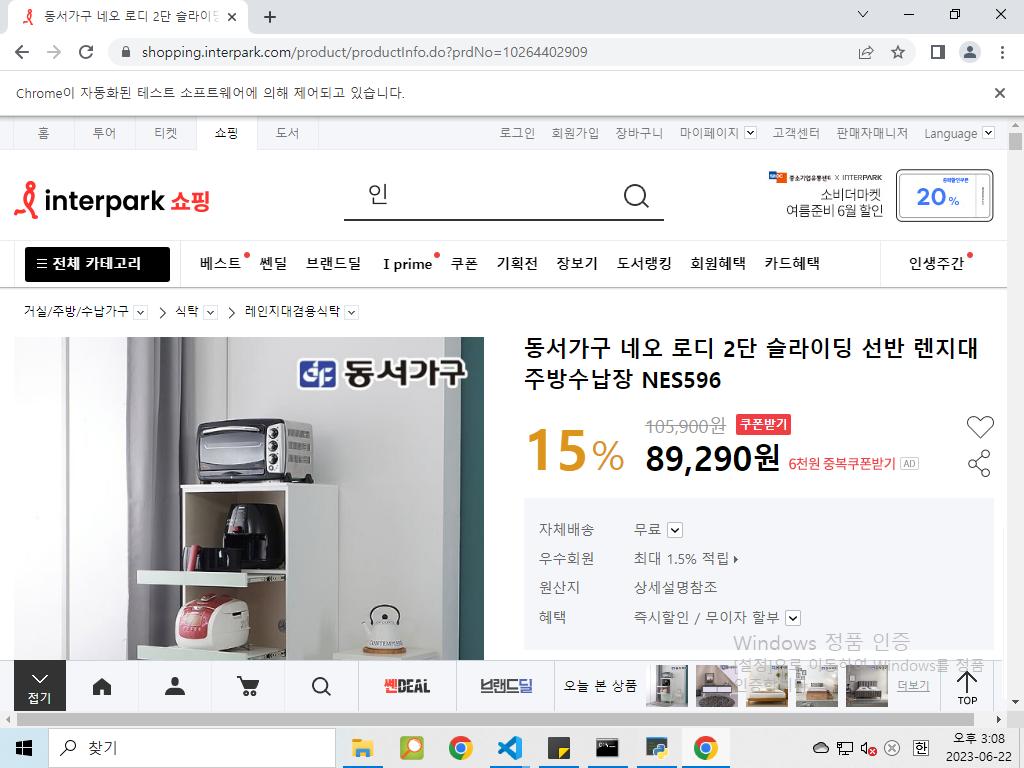 동서가구 네오 로디 2단 슬라이딩
shopping.interpark.com/product/productInfo.do?prdNo=10264402909
Chrome이 자동화된 테스트 소프트웨어에 의해 제어되고 있습니다.
홈 투어 티켓 쇼핑 도서 로그인 회원가입 장바구니 마이페이지 고객센터 판매자매니저 Language
interpark 쇼핑
인
중소기업유통센터 X INTERPARK
소비더마켓
여름준비 6월 할인
20%
전체 카테고리 베스트 쎈딜 브랜드딜 I prime 쿠폰 기획전 장보기 도서랭킹 회원혜택 카드혜택 인생주간
거실/주방/수납가구 식탁 레인지대겸용식탁
동서가구
동서가구 네오 로디 2단 슬라이딩 선반 렌지대
주방수납장 NES596
15%
105,900원 쿠폰받기
89,290원 6천원 중복쿠폰받기 AD
자체배송 무료
우수회원 최대 1.5% 적립
원산지 상세설명참조
혜택 즉시할인 / 무이자 할부
Windows 정품 인증
[설정]으로 이동하여 Windows를 정품
인증합니다.
접기 쎈DEAL 브랜드딜 오늘 본 상품 더보기 TOP
찾기
한
오후 3:08
2023-06-22